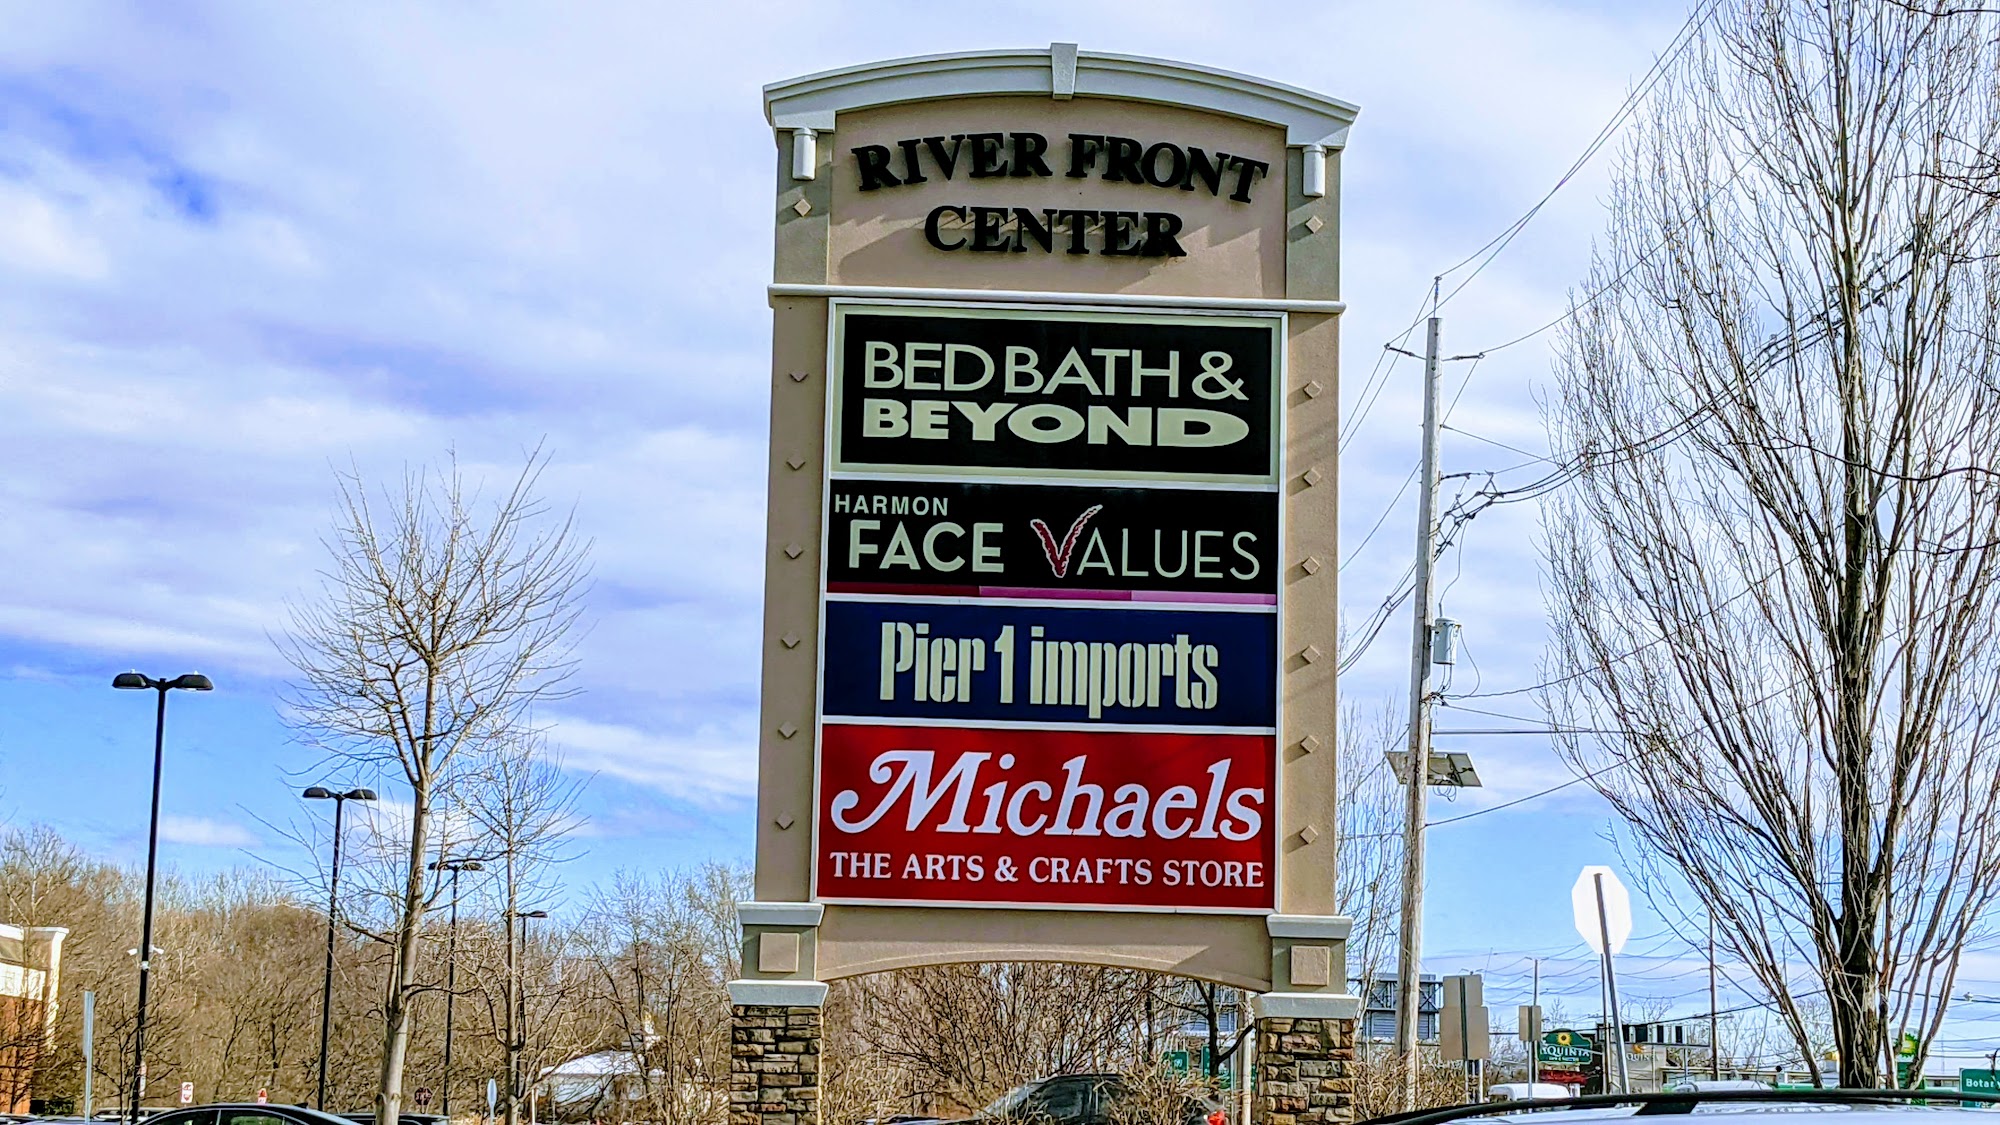 RIVER FRONT
CENTER
BED BATH &
BEYOND
HARMON
FACE VALUES
Pier 1 imports
Michaels
THE ARTS & CRAFTS STORE